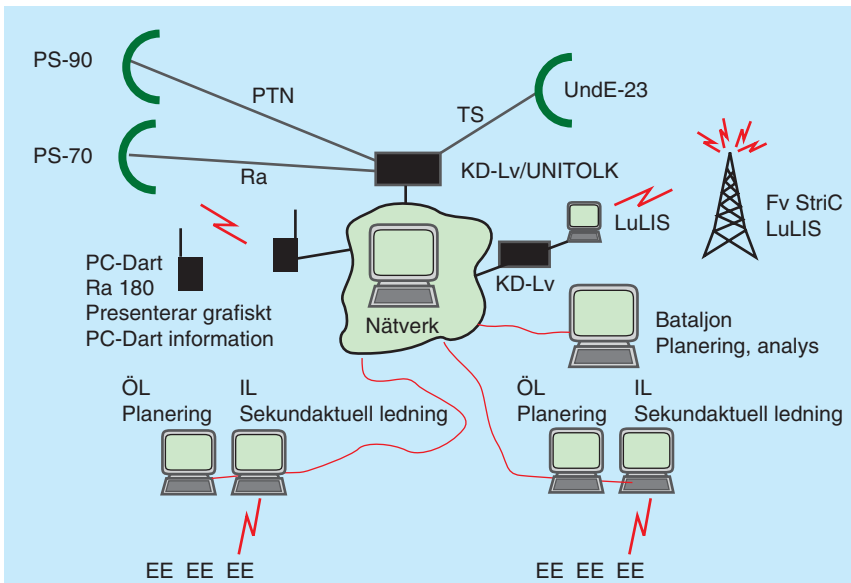 PS-90
PTN
TS
UndE-23
PS-70
Ra
KD-Lv/UNITOLK
LuLIS
Fv StriC
LuLIS
KD-Lv
PC-Dart
Ra 180
Presenterar grafiskt
PC-Dart information
Nätverk
Bataljon
Planering, analys
ÖL
Planering
IL
Sekundaktuell ledning
ÖL
Planering
IL
Sekundaktuell ledning
EE EE EE
EE EE EE